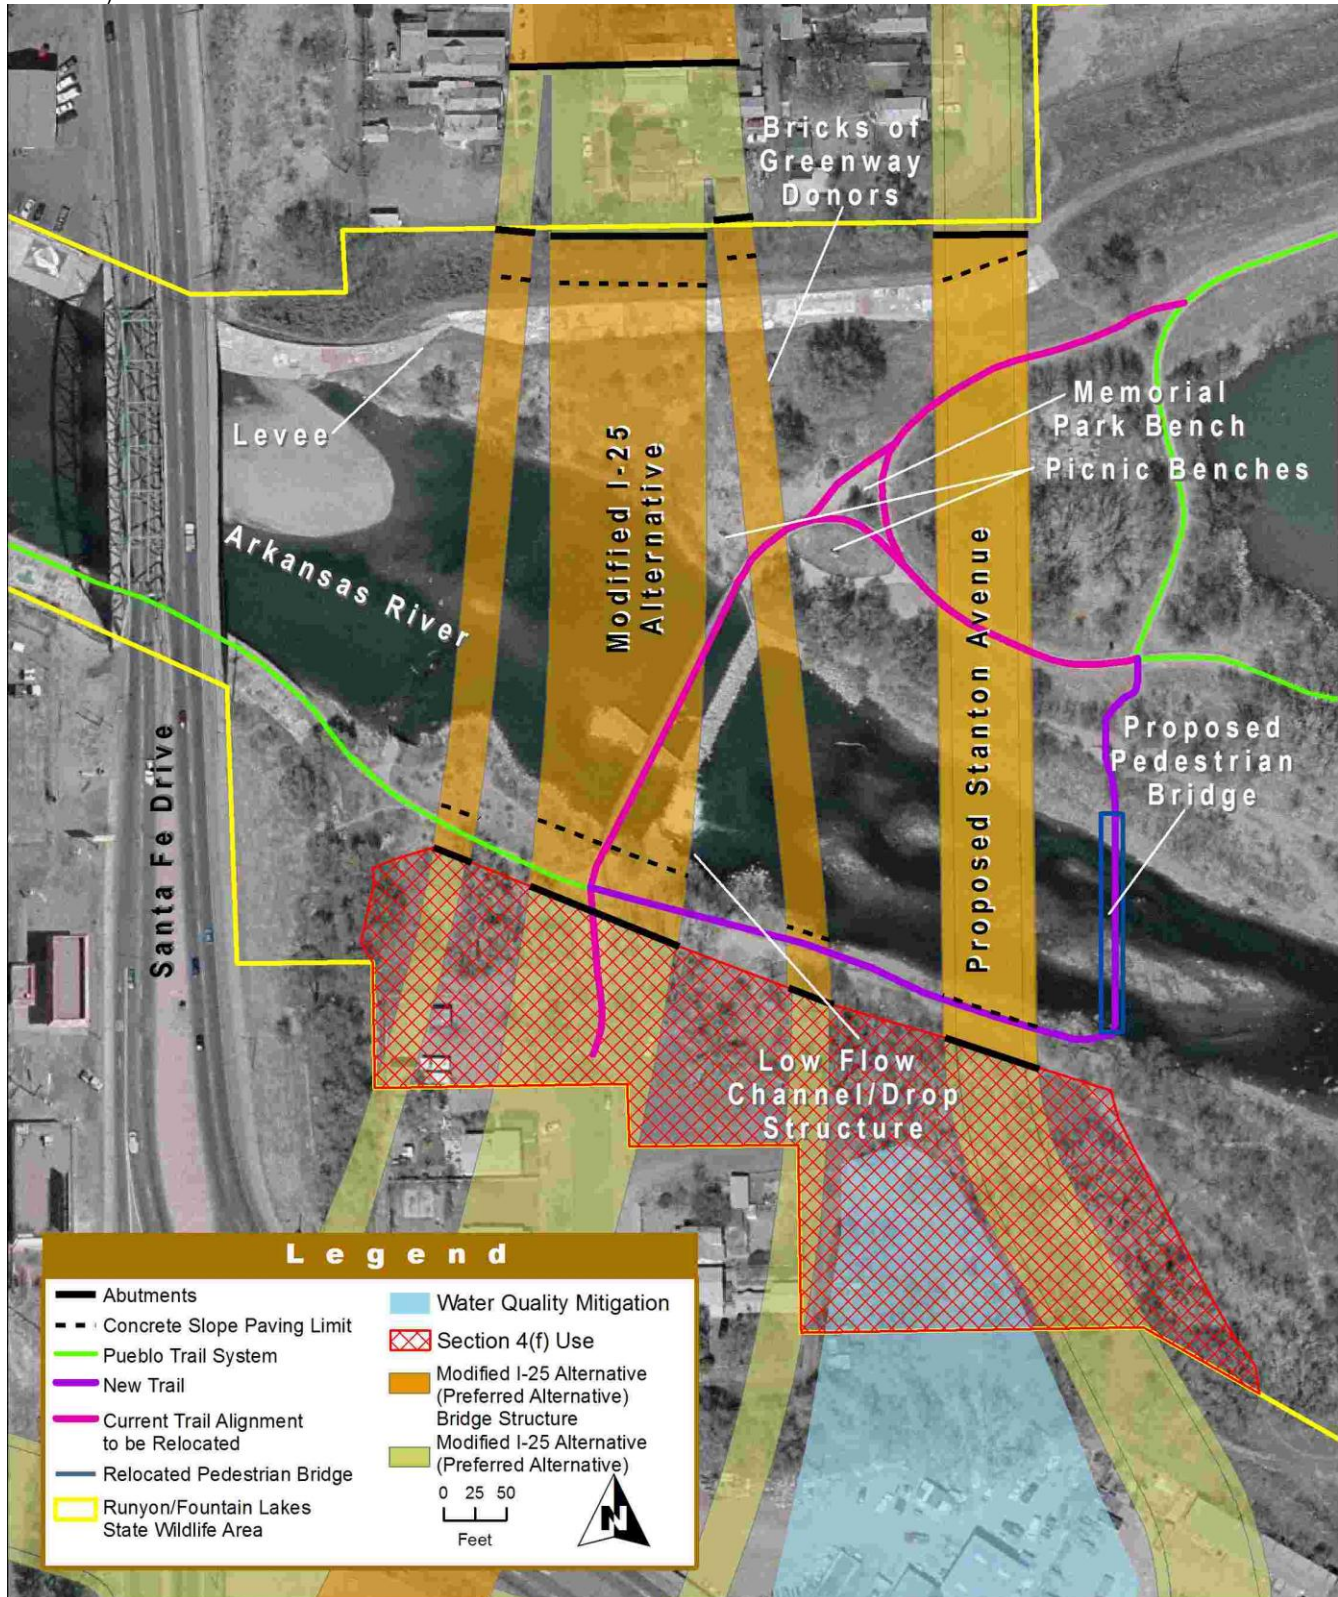 Bricks of
Greenway
Donors
Levee
Modified I-25
Alternative
Memorial
Park Bench
Picnic Benches
Arkansas River
Proposed Stanton Avenue
Santa Fe Drive
Proposed
Pedestrian
Bridge
Low Flow
Channel/Drop
Structure
Legend
Abutments
Concrete Slope Paving Limit
Pueblo Trail System
New Trail
Current Trail Alignment
to be Relocated
Relocated Pedestrian Bridge
Runyon/Fountain Lakes
State Wildlife Area
Water Quality Mitigation
Section 4(f) Use
Modified I-25 Alternative
(Preferred Alternative)
Bridge Structure
Modified I-25 Alternative
(Preferred Alternative)
0 25 50
Feet
N